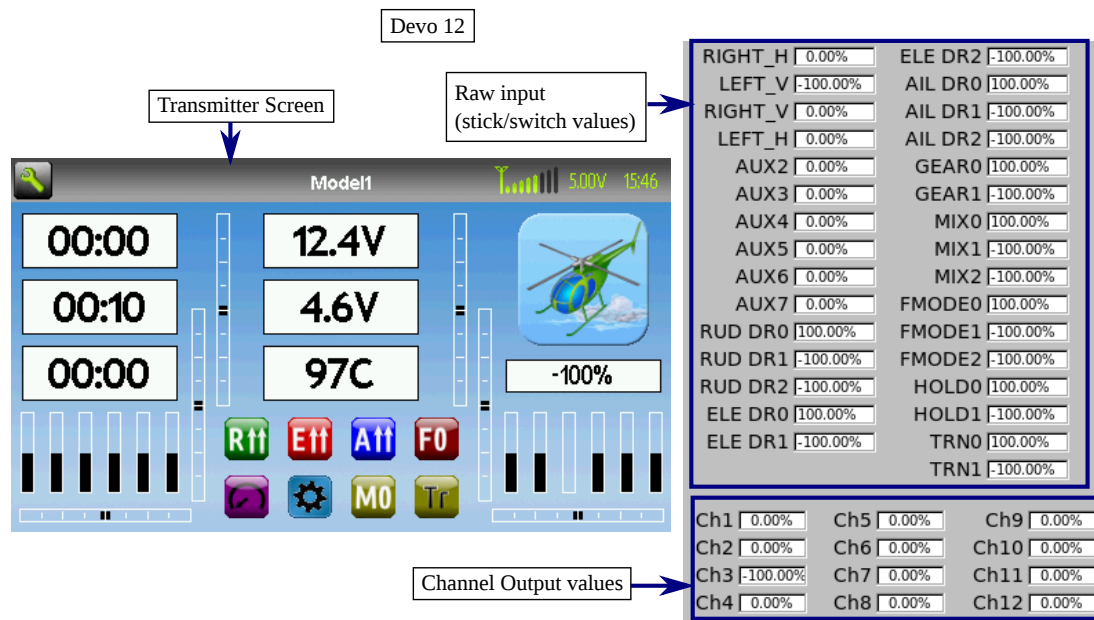 Devo 12
Transmitter Screen
Raw input
(stick/switch values)
Model1
5.00V 15:46
00:00
00:10
00:00
12.4V
4.6V
97C
-100%
R E A F0
M0 Tr
RIGHT_H 0.00%
LEFT_V -100.00%
RIGHT_V 0.00%
LEFT_H 0.00%
AUX2 0.00%
AUX3 0.00%
AUX4 0.00%
AUX5 0.00%
AUX6 0.00%
AUX7 0.00%
RUD DR0 100.00%
RUD DR1 -100.00%
RUD DR2 -100.00%
ELE DR0 100.00%
ELE DR1 -100.00%
ELE DR2 -100.00%
AIL DR0 100.00%
AIL DR1 -100.00%
AIL DR2 -100.00%
GEAR0 100.00%
GEAR1 -100.00%
MIX0 100.00%
MIX1 -100.00%
MIX2 -100.00%
FMODE0 100.00%
FMODE1 -100.00%
FMODE2 -100.00%
HOLD0 100.00%
HOLD1 -100.00%
TRN0 100.00%
TRN1 -100.00%
Channel Output values
Ch1 0.00% Ch5 0.00% Ch9 0.00%
Ch2 0.00% Ch6 0.00% Ch10 0.00%
Ch3 -100.00% Ch7 0.00% Ch11 0.00%
Ch4 0.00% Ch8 0.00% Ch12 0.00%